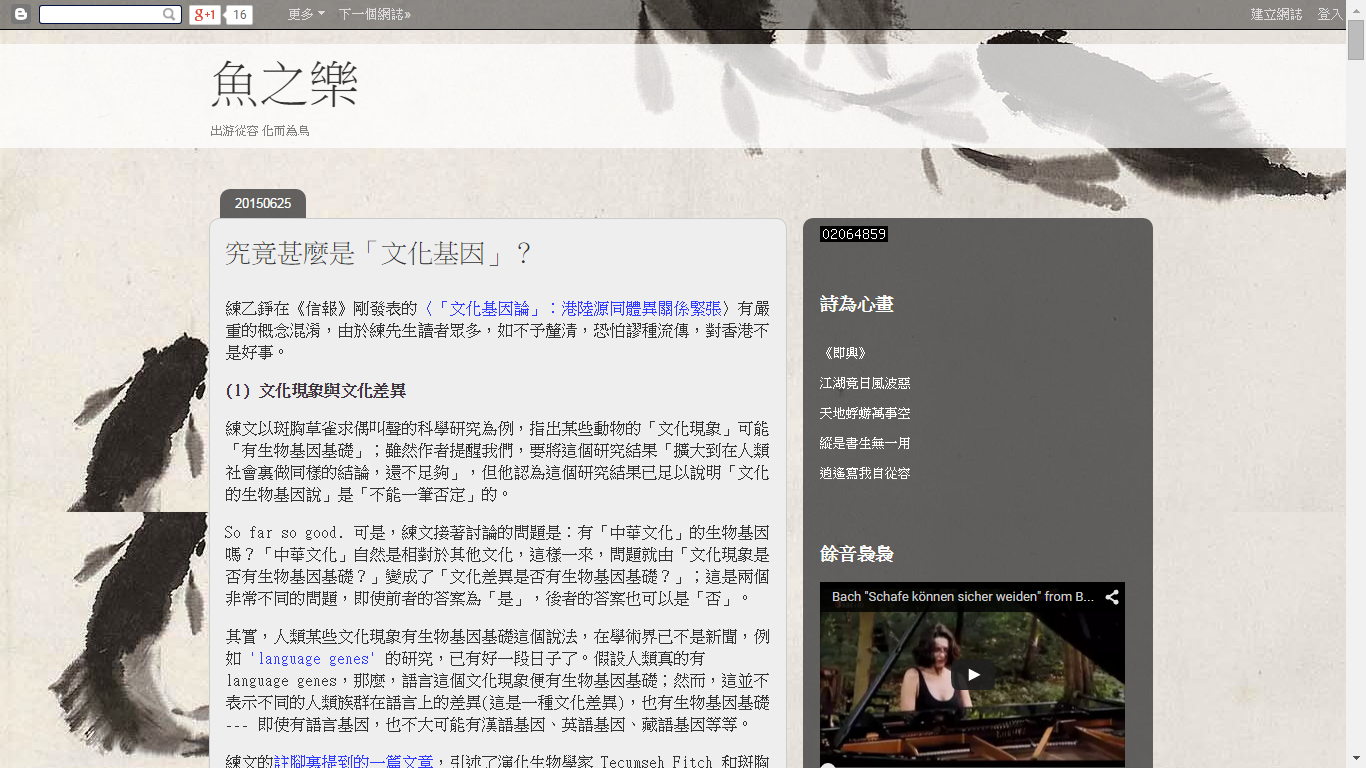 g+1 16 更多 下一個網誌» 建立網誌 登入
魚之樂
出游從容 化而為鳥
20150625
究竟甚麼是「文化基因」？
練乙錚在《信報》剛發表的〈「文化基因論」：港陸源同體異關係緊張〉有嚴
重的概念混淆，由於練先生讀者眾多，如不予釐清，恐怕謬種流傳，對香港不
是好事。
(1) 文化現象與文化差異
練文以斑胸草雀求偶叫聲的科學研究為例，指出某些動物的「文化現象」可能
「有生物基因基礎」；雖然作者提醒我們，要將這個研究結果「擴大到在人類
社會裏做同樣的結論，還不足夠」，但他認為這個研究結果已足以說明「文化
的生物基因說」是「不能一筆否定」的。
So far so good. 可是，練文接著討論的問題是：有「中華文化」的生物基因
嗎？「中華文化」自然是相對於其他文化，這樣一來，問題就由「文化現象是
否有生物基因基礎？」變成了「文化差異是否有生物基因基礎？」；這是兩個
非常不同的問題，即使前者的答案為「是」，後者的答案也可以是「否」。
其實，人類某些文化現象有生物基因基礎這個說法，在學術界已不是新聞，例
如 'language genes' 的研究，已有好一段日子了。假設人類真的有
language genes，那麼，語言這個文化現象便有生物基因基礎；然而，這並不
表示不同的人類族群在語言上的差異(這是一種文化差異)，也有生物基因基礎
--- 即使有語言基因，也不大可能有漢語基因、英語基因、藏語基因等等。
練文的註腳裏提到的一篇文章，引述了演化生物學家 Tecumseh Fitch 和斑胸
02064859
詩為心畫
《即興》
江湖竟日風波惡
天地蜉蝣萬事空
縱是書生無一用
逍遙寫我自從容
餘音裊裊
Bach "Schafe können sicher weiden" from B...